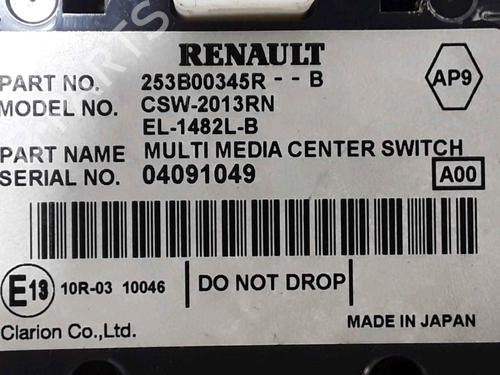 RENAULT
PART NO. 253B00345R - - B
MODEL NO. CSW-2013RN
EL-1482L-B
AP9
PART NAME MULTI MEDIA CENTER SWITCH
SERIAL NO. 04091049
A00
E13 10R-03 10046
DO NOT DROP
Clarion Co.,Ltd.
MADE IN JAPAN